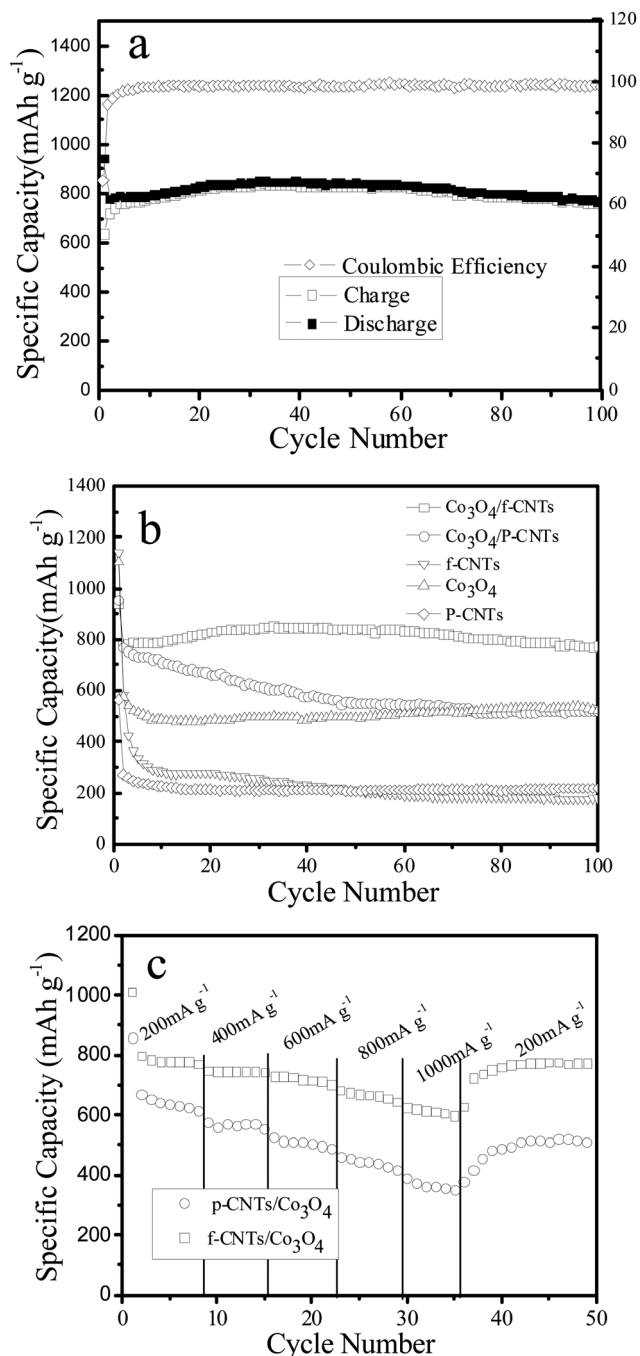 a
1400
1200
1000
800
600
400
200
0
120
100
80
60
40
20
0
Specific Capacity(mAh g⁻¹)
Coulombic Efficiency
Charge
Discharge
0 20 40 60 80 100
Cycle Number
b
1400
1200
1000
800
600
400
200
0
Specific Capacity(mAh g⁻¹)
Co₃O₄/f-CNTs
Co₃O₄/P-CNTs
f-CNTs
Co₃O₄
P-CNTs
0 20 40 60 80 100
Cycle Number
c
1200
1000
800
600
400
200
0
Specific Capacity (mAh g⁻¹)
200mA g⁻¹
400mA g⁻¹
600mA g⁻¹
800mA g⁻¹
1000mA g⁻¹
200mA g⁻¹
p-CNTs/Co₃O₄
f-CNTs/Co₃O₄
0 10 20 30 40 50
Cycle Number